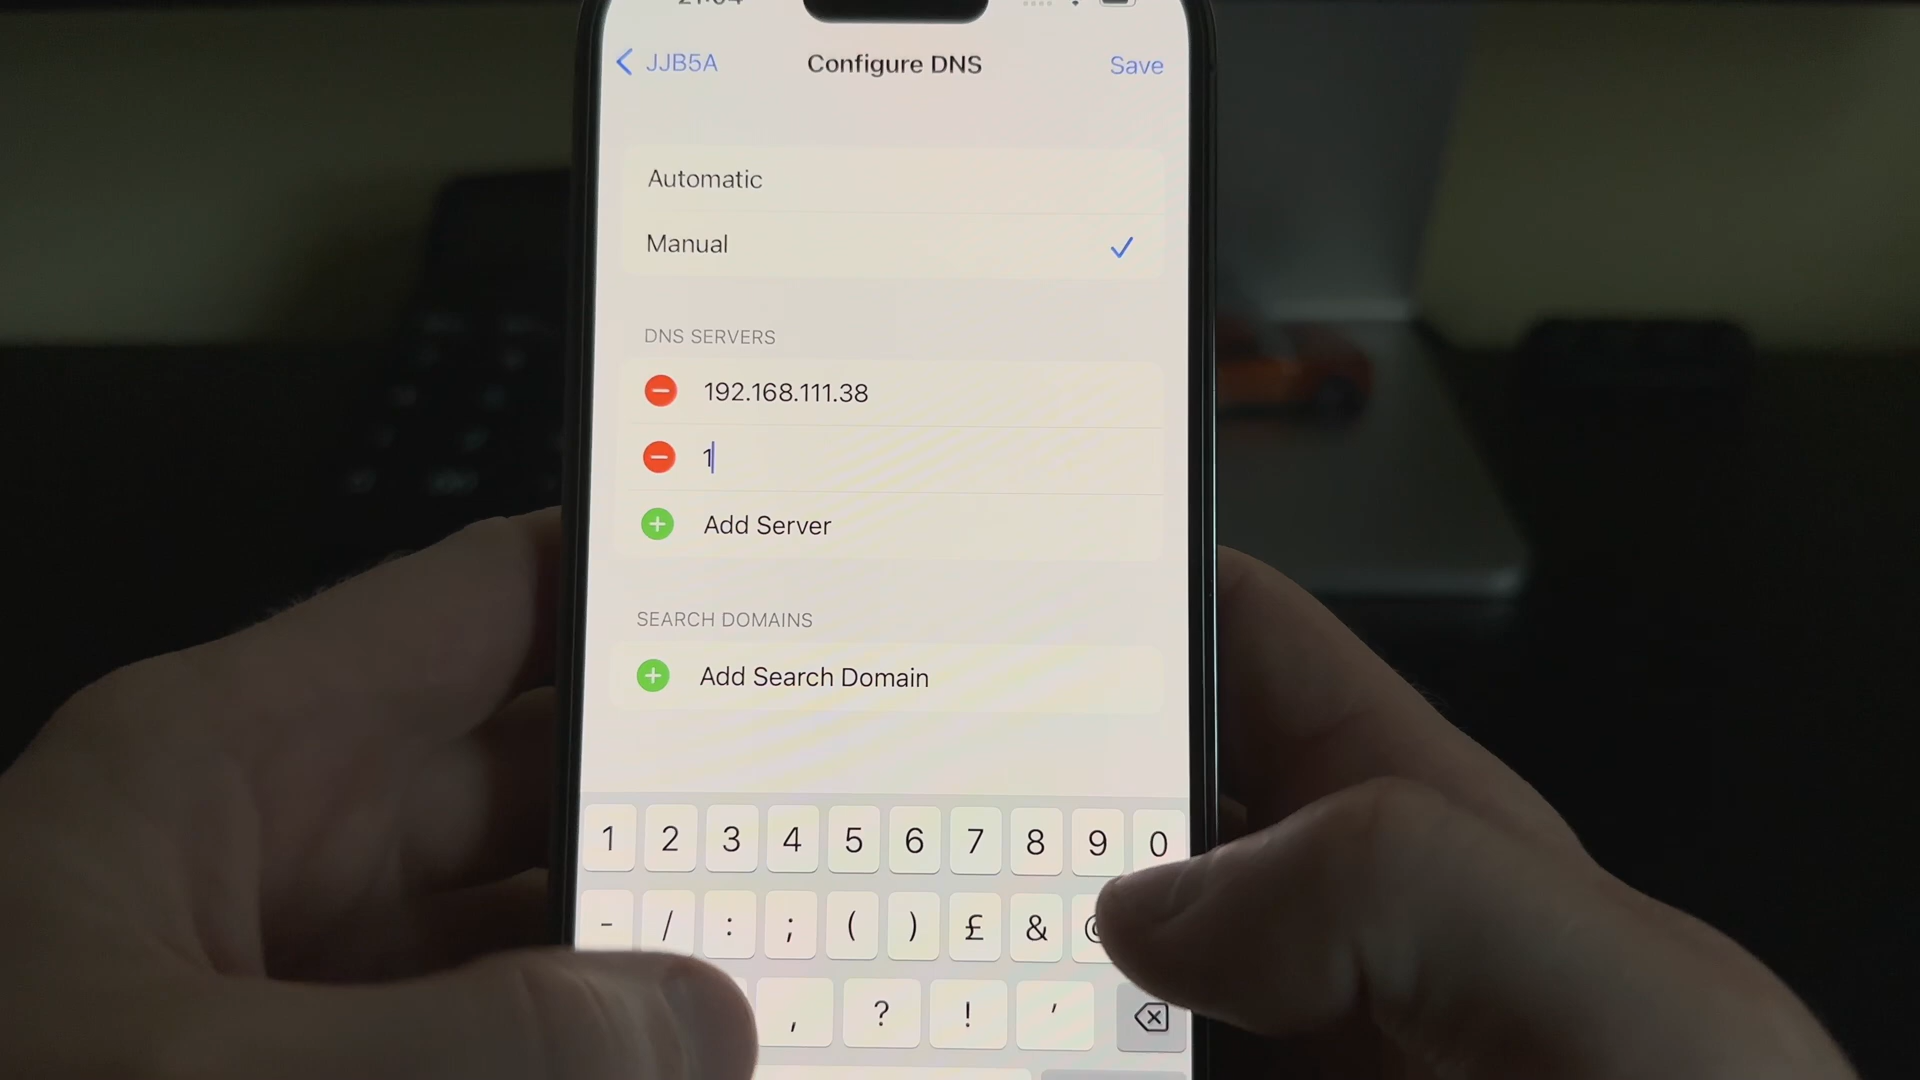 JJB5A Configure DNS Save
Automatic
Manual
DNS SERVERS
192.168.111.38
1
Add Server
SEARCH DOMAINS
Add Search Domain
1 2 3 4 5 6 7 8 9 0
- / : ; ( ) £ &
, ? ! '